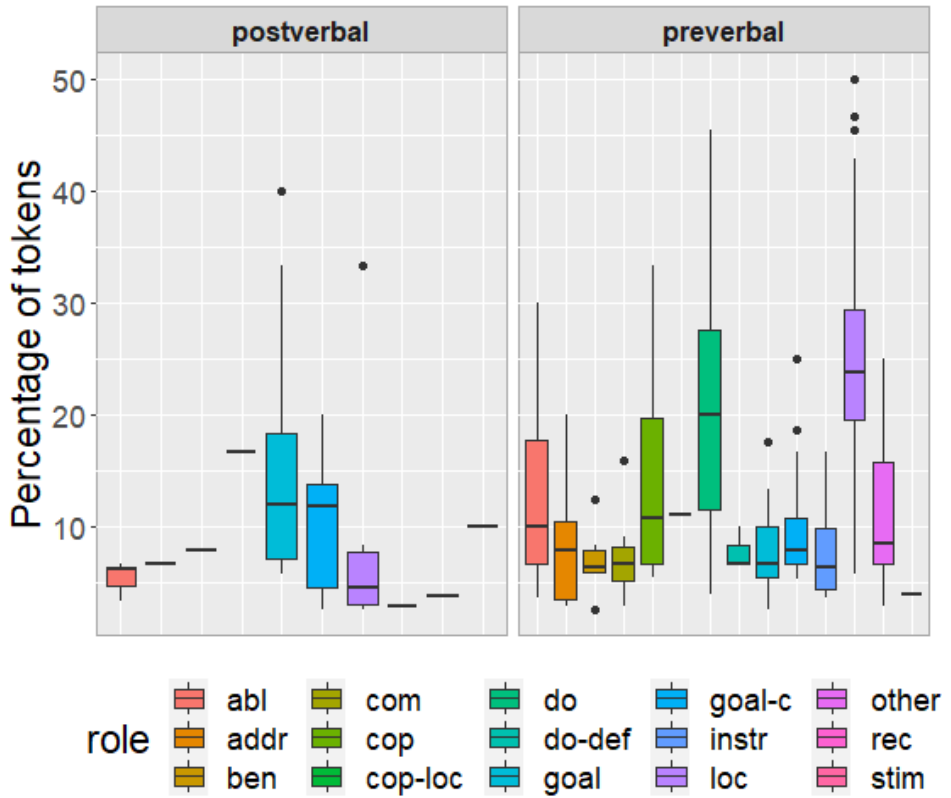 postverbal preverbal
50
40
30
20
10
Percentage of tokens
role
abl com do goal-c other
addr cop do-def instr rec
ben cop-loc goal loc stim